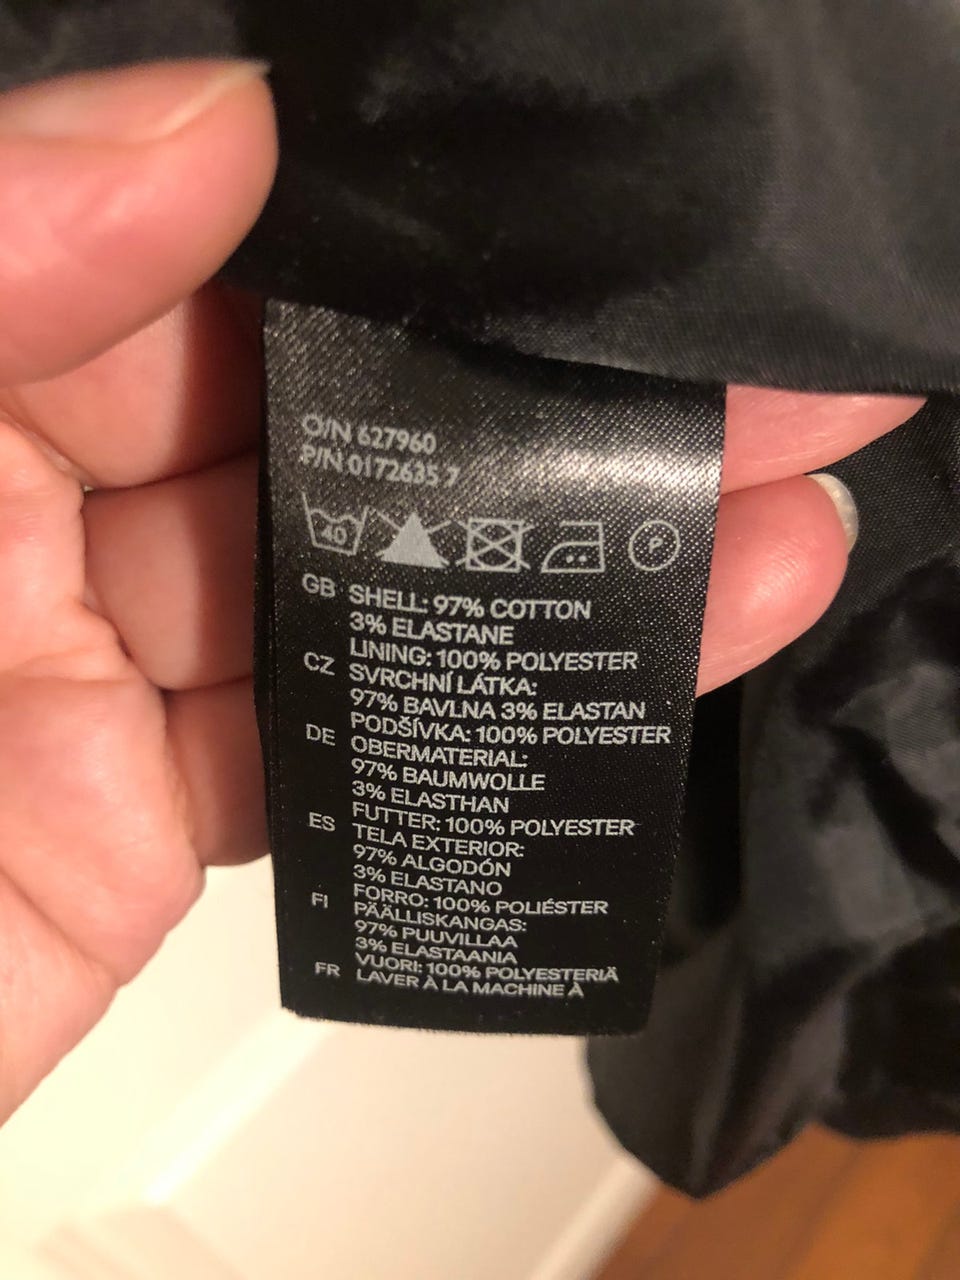 O/N 627960
P/N 0172635 7
40 P
GB SHELL: 97% COTTON
3% ELASTANE
LINING: 100% POLYESTER
CZ SVRCHNÍ LÁTKA:
97% BAVLNA 3% ELASTAN
PODŠÍVKA: 100% POLYESTER
DE OBERMATERIAL:
97% BAUMWOLLE
3% ELASTHAN
FUTTER: 100% POLYESTER
ES TELA EXTERIOR:
97% ALGODÓN
3% ELASTANO
FORRO: 100% POLIÉSTER
FI PÄÄLLISKANGAS:
97% PUUVILLAA
3% ELASTAANIA
VUORI: 100% POLYESTERIÄ
FR LAVER À LA MACHINE À